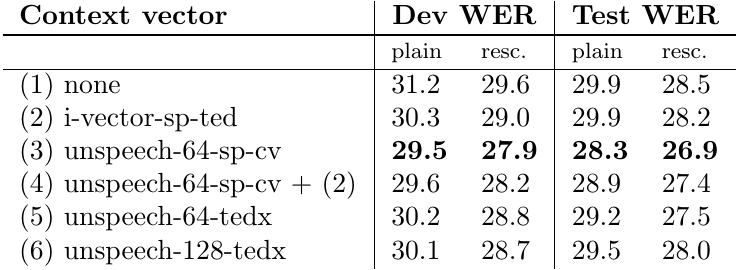 Context vector Dev WER Test WER
plain resc. plain resc.
(1) none 31.2 29.6 29.9 28.5
(2) i-vector-sp-ted 30.3 29.0 29.9 28.2
(3) unspeech-64-sp-cv 29.5 27.9 28.3 26.9
(4) unspeech-64-sp-cv + (2) 29.6 28.2 28.9 27.4
(5) unspeech-64-tedx 30.2 28.8 29.2 27.5
(6) unspeech-128-tedx 30.1 28.7 29.5 28.0